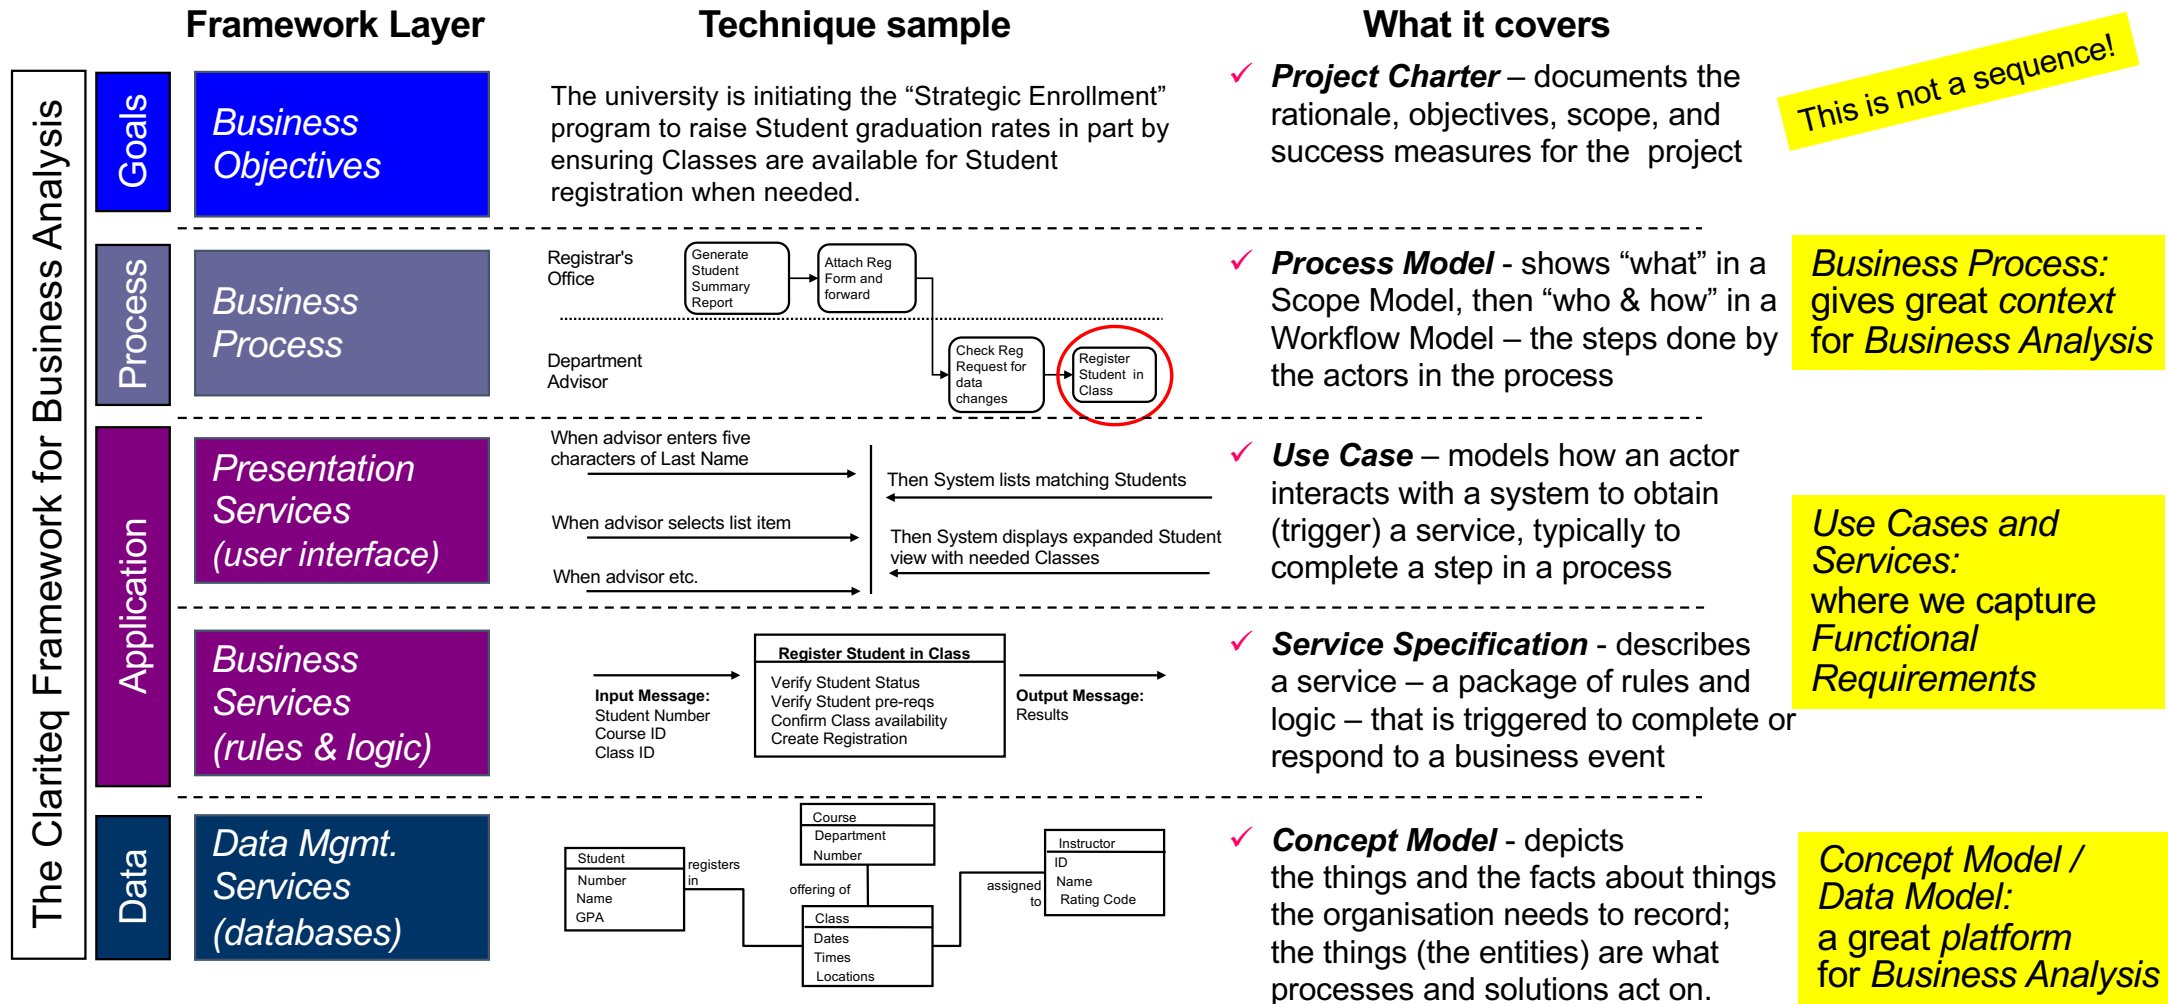 Framework Layer
Technique sample
What it covers
This is not a sequence!
The Clariteq Framework for Business Analysis
Goals
Business
Objectives
The university is initiating the “Strategic Enrollment”
program to raise Student graduation rates in part by
ensuring Classes are available for Student
registration when needed.
✓ Project Charter – documents the
rationale, objectives, scope, and
success measures for the project
Process
Business
Process
Registrar's
Office
Generate
Student
Summary
Report
Attach Reg
Form and
forward
Department
Advisor
Check Reg
Request for
data
changes
Register
Student in
Class
✓ Process Model - shows “what” in a
Scope Model, then “who & how” in a
Workflow Model – the steps done by
the actors in the process
Business Process:
gives great context
for Business Analysis
Application
Presentation
Services
(user interface)
When advisor enters five
characters of Last Name
Then System lists matching Students
When advisor selects list item
Then System displays expanded Student
view with needed Classes
When advisor etc.
✓ Use Case – models how an actor
interacts with a system to obtain
(trigger) a service, typically to
complete a step in a process
Use Cases and
Services:
where we capture
Functional
Requirements
Business
Services
(rules & logic)
Input Message:
Student Number
Course ID
Class ID
Register Student in Class
Verify Student Status
Verify Student pre-reqs
Confirm Class availability
Create Registration
Output Message:
Results
✓ Service Specification - describes
a service – a package of rules and
logic – that is triggered to complete or
respond to a business event
Data
Data Mgmt.
Services
(databases)
Student
Number
Name
GPA
registers
in
Course
Department
Number
offering of
Class
Dates
Times
Locations
assigned
to
Instructor
ID
Name
Rating Code
✓ Concept Model - depicts
the things and the facts about things
the organisation needs to record;
the things (the entities) are what
processes and solutions act on.
Concept Model /
Data Model:
a great platform
for Business Analysis